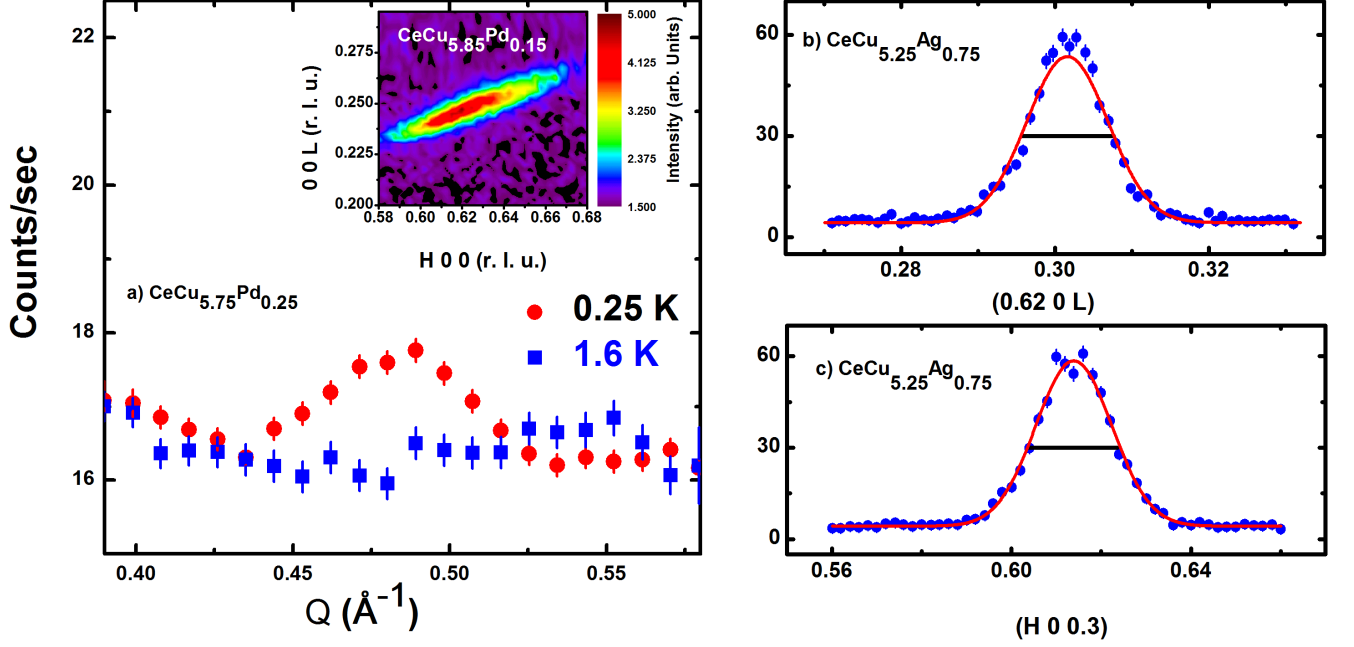 Counts/sec
22
20
18
16
0.40 0.45 0.50 0.55
Q (Å⁻¹)
a) CeCu5.75Pd0.25
0.25 K
1.6 K
CeCu5.85Pd0.15
0 0 L (r. l. u.)
0.275
0.250
0.225
0.200
0.58 0.60 0.62 0.64 0.66 0.68
H 0 0 (r. l. u.)
5.000
4.125
3.250
2.375
1.500
Intensity (arb. Units)
b) CeCu5.25Ag0.75
60
30
0
0.28 0.30 0.32
(0.62 0 L)
c) CeCu5.25Ag0.75
60
30
0
0.56 0.60 0.64
(H 0 0.3)